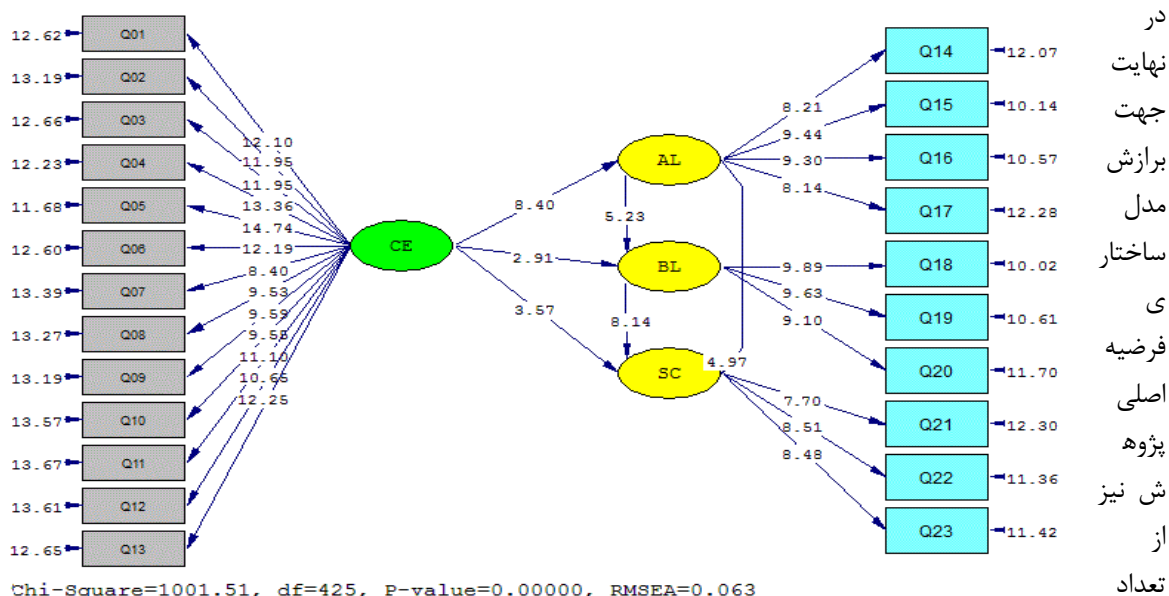 در
نهایت
جهت
برازش
مدل
ساختار
ی
فرضیه
اصلی
پژوه
ش نیز
از
تعداد
12.62 Q01
13.19 Q02
12.66 Q03
12.23 Q04
11.68 Q05
12.60 Q06
13.39 Q07
13.27 Q08
13.19 Q09
13.57 Q10
13.67 Q11
13.61 Q12
12.65 Q13
12.10
11.95
11.95
13.36
14.74
12.19
8.40
9.53
9.59
9.55
11.10
10.65
12.25
CE
8.40
2.91
3.57
AL
5.23
BL
8.14
SC
4.97
8.21
9.44
9.30
8.14
9.89
9.63
9.10
7.70
8.51
8.48
Q14 12.07
Q15 10.14
Q16 10.57
Q17 12.28
Q18 10.02
Q19 10.61
Q20 11.70
Q21 12.30
Q22 11.36
Q23 11.42
Chi-Square=1001.51, df=425, P-value=0.00000, RMSEA=0.063